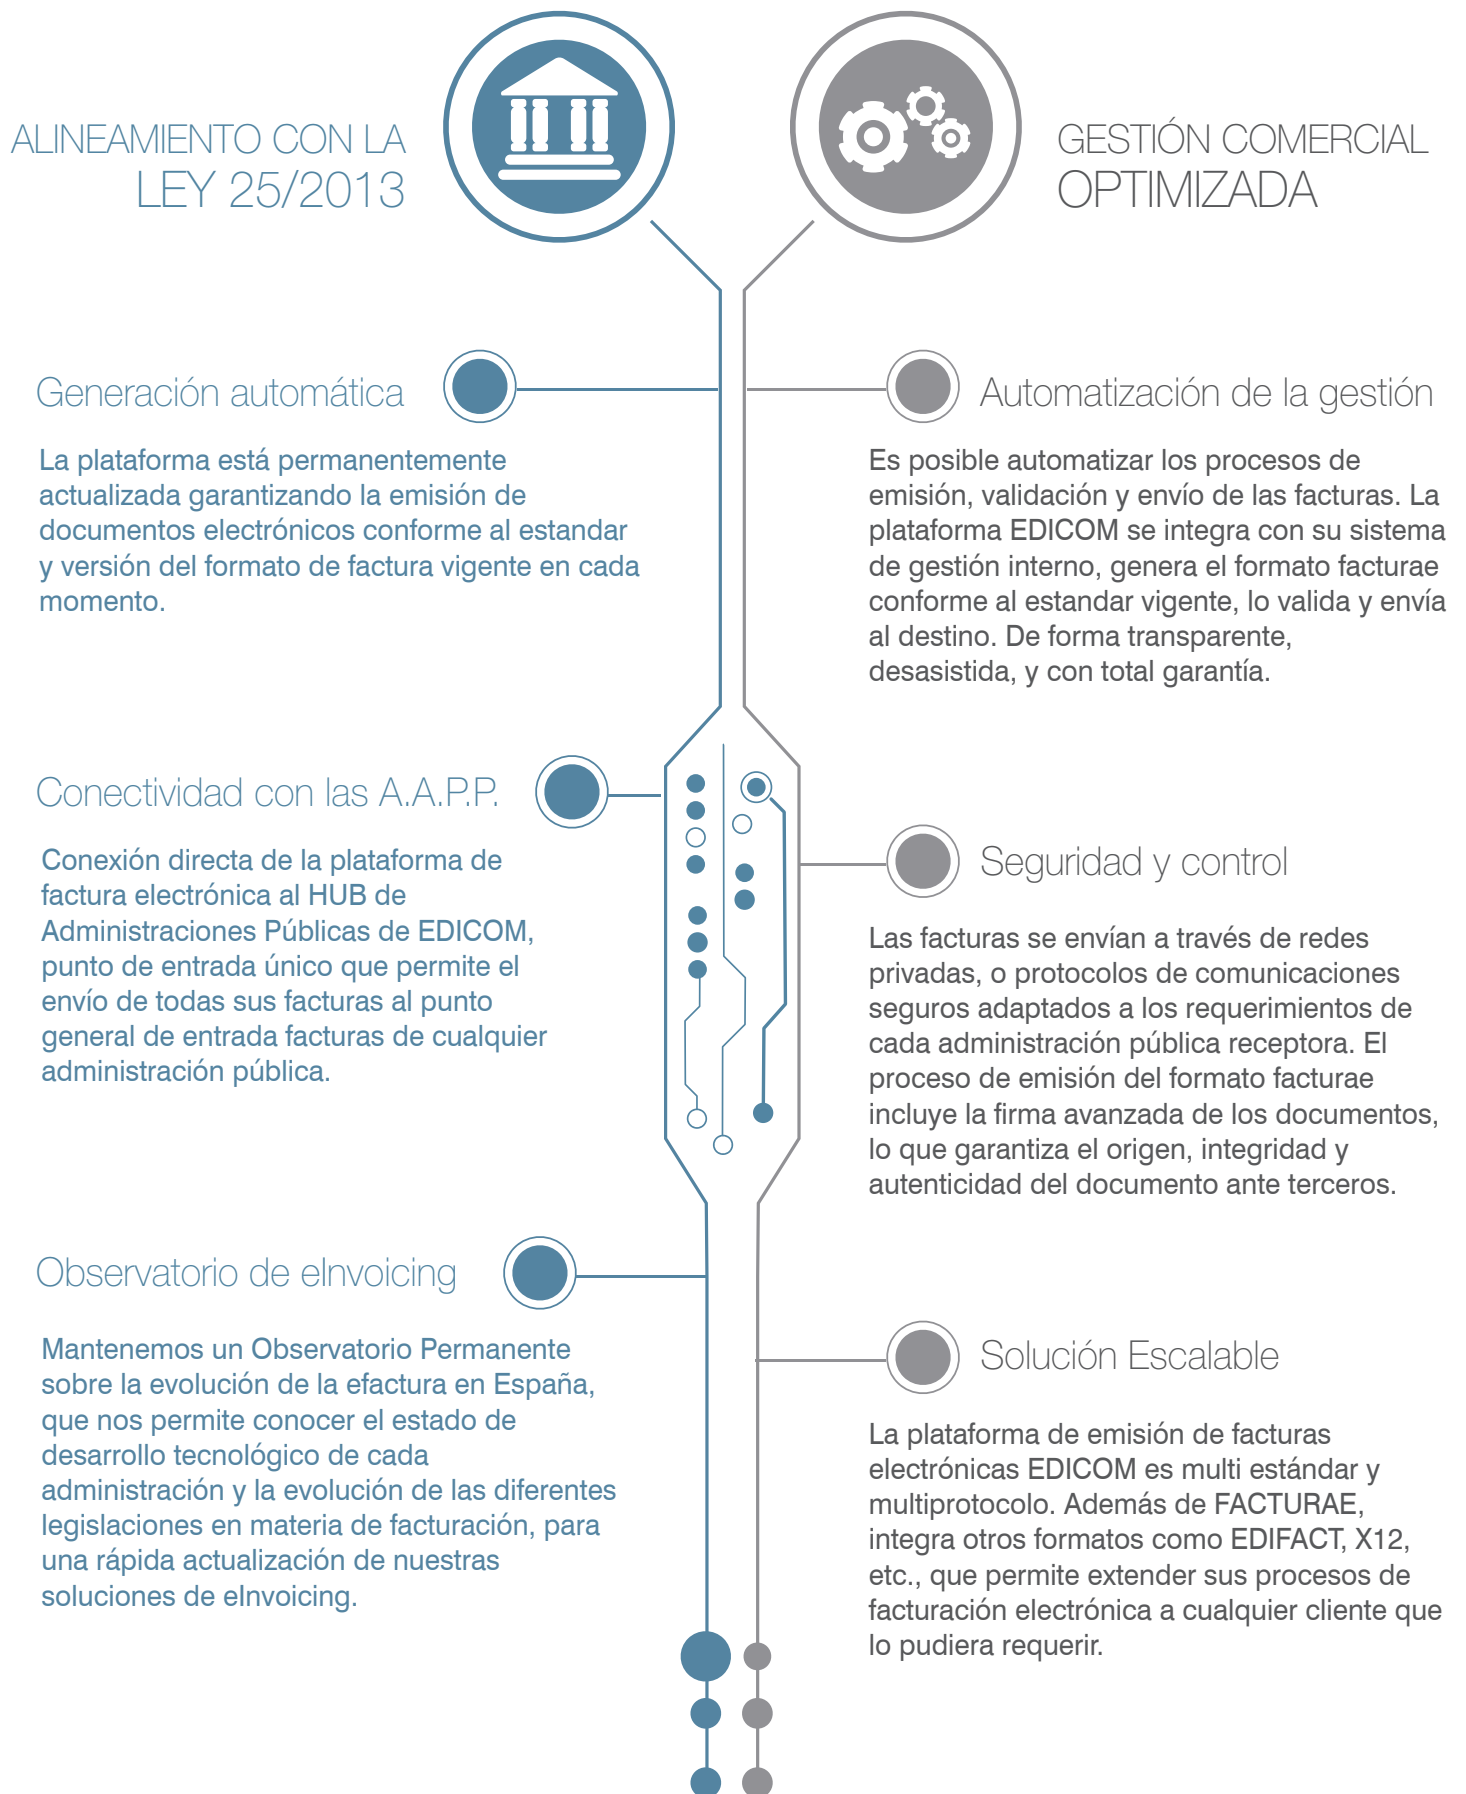 ALINEAMIENTO CON LA
LEY 25/2013
GESTIÓN COMERCIAL
OPTIMIZADA
Generación automática
La plataforma está permanentemente
actualizada garantizando la emisión de
documentos electrónicos conforme al estandar
y versión del formato de factura vigente en cada
momento.
Automatización de la gestión
Es posible automatizar los procesos de
emisión, validación y envío de las facturas. La
plataforma EDICOM se integra con su sistema
de gestión interno, genera el formato facturae
conforme al estandar vigente, lo valida y envía
al destino. De forma transparente,
desasistida, y con total garantía.
Conectividad con las A.A.P.P.
Conexión directa de la plataforma de
factura electrónica al HUB de
Administraciones Públicas de EDICOM,
punto de entrada único que permite el
envío de todas sus facturas al punto
general de entrada facturas de cualquier
administración pública.
Seguridad y control
Las facturas se envían a través de redes
privadas, o protocolos de comunicaciones
seguros adaptados a los requerimientos de
cada administración pública receptora. El
proceso de emisión del formato facturae
incluye la firma avanzada de los documentos,
lo que garantiza el origen, integridad y
autenticidad del documento ante terceros.
Observatorio de eInvoicing
Mantenemos un Observatorio Permanente
sobre la evolución de la efactura en España,
que nos permite conocer el estado de
desarrollo tecnológico de cada
administración y la evolución de las diferentes
legislaciones en materia de facturación, para
una rápida actualización de nuestras
soluciones de eInvoicing.
Solución Escalable
La plataforma de emisión de facturas
electrónicas EDICOM es multi estándar y
multiprotocolo. Además de FACTURAE,
integra otros formatos como EDIFACT, X12,
etc., que permite extender sus procesos de
facturación electrónica a cualquier cliente que
lo pudiera requerir.